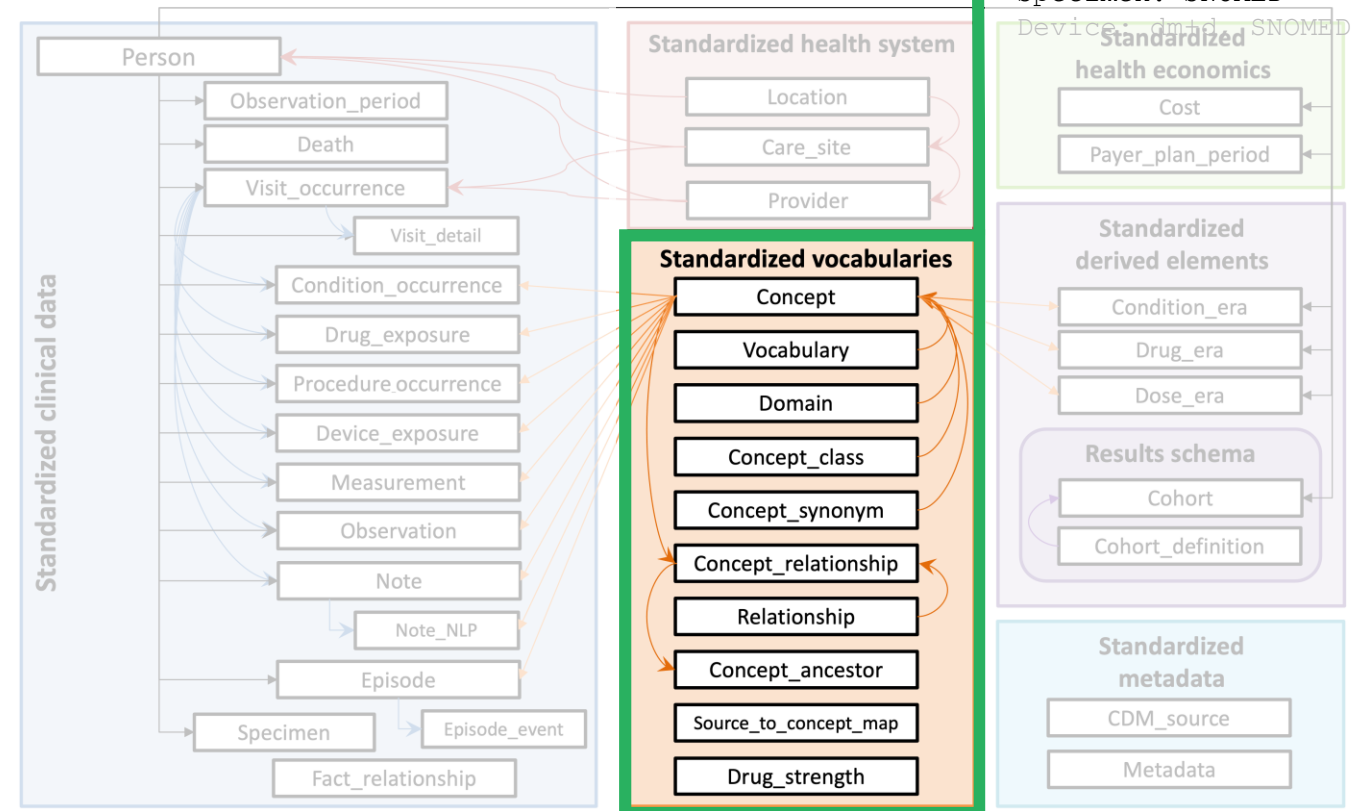 Person
Observation_period
Death
Visit_occurrence
Visit_detail
Condition_occurrence
Drug_exposure
Procedure_occurrence
Device_exposure
Measurement
Observation
Note
Note_NLP
Episode
Episode_event
Specimen
Fact_relationship
Standardized clinical data
Standardized health system
Location
Care_site
Provider
Standardized vocabularies
Concept
Vocabulary
Domain
Concept_class
Concept_synonym
Concept_relationship
Relationship
Concept_ancestor
Source_to_concept_map
Drug_strength
Device: dm+d, SNOMED
Standardized
health economics
Cost
Payer_plan_period
Standardized
derived elements
Condition_era
Drug_era
Dose_era
Results schema
Cohort
Cohort_definition
Standardized
metadata
CDM_source
Metadata